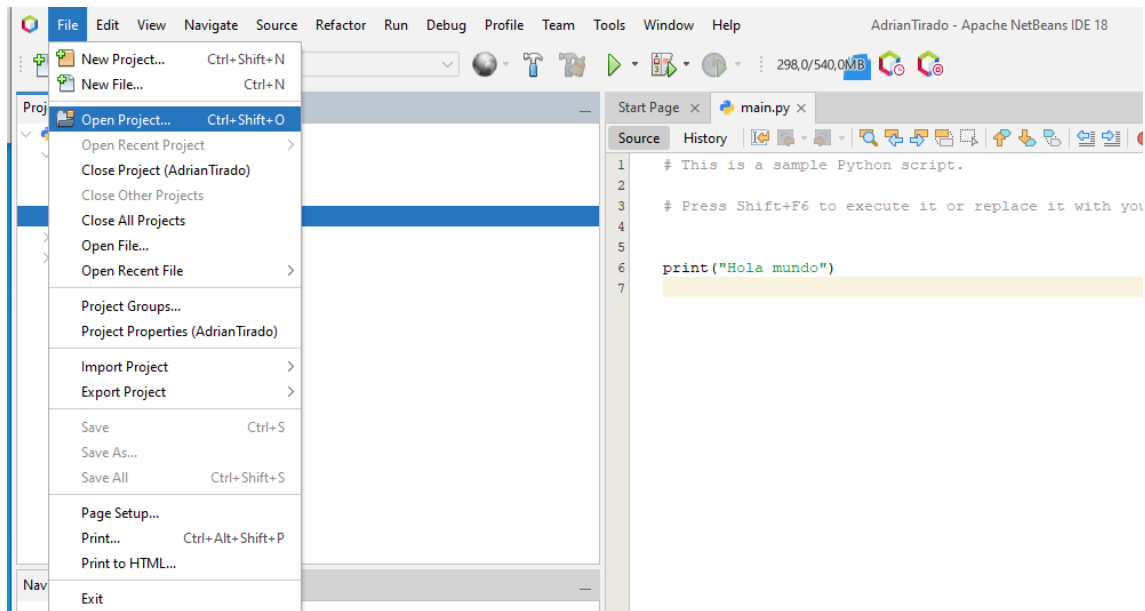 File Edit View Navigate Source Refactor Run Debug Profile Team Tools Window Help AdrianTirado - Apache NetBeans IDE 18
298,0/540,0MB
New Project... Ctrl+Shift+N
New File... Ctrl+N
Open Project... Ctrl+Shift+O
Open Recent Project
Close Project (AdrianTirado)
Close Other Projects
Close All Projects
Open File...
Open Recent File
Project Groups...
Project Properties (AdrianTirado)
Import Project
Export Project
Save Ctrl+S
Save As...
Save All Ctrl+Shift+S
Page Setup...
Print... Ctrl+Alt+Shift+P
Print to HTML...
Exit
Proj
Nav
Start Page main.py
Source History
1 # This is a sample Python script.
2
3 # Press Shift+F6 to execute it or replace it with you
4
5
6 print("Hola mundo")
7